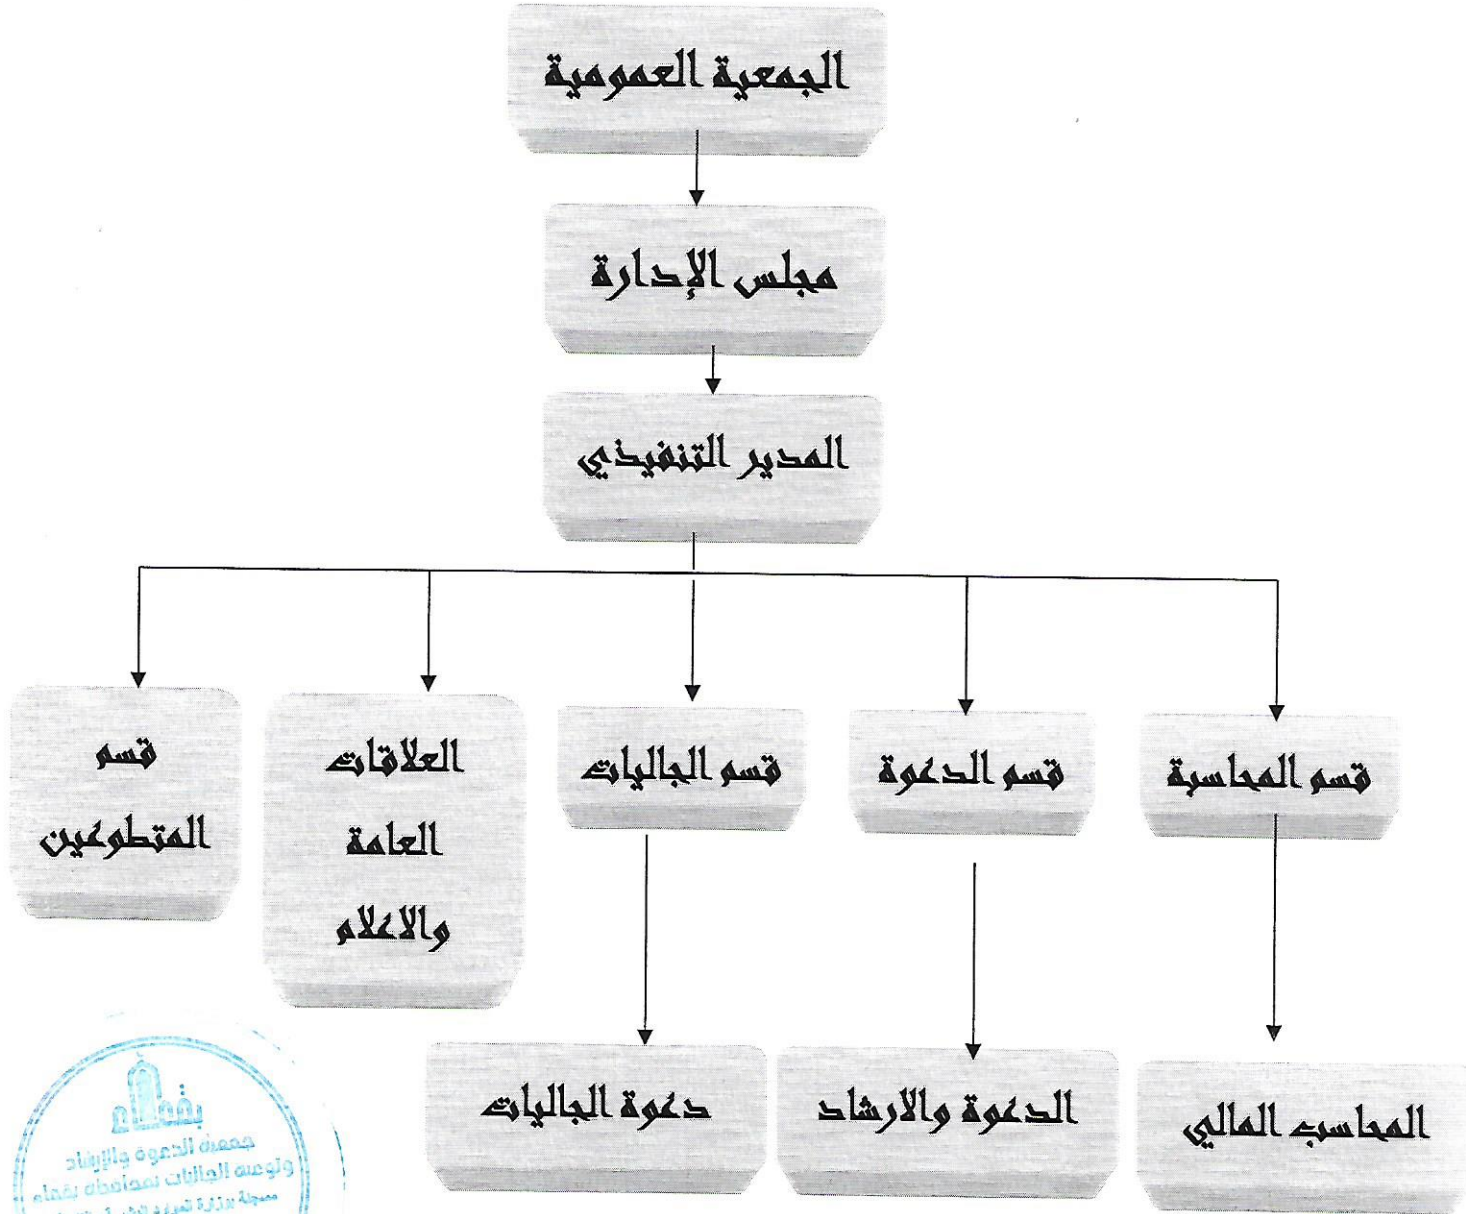 الجمعية العمومية
مجلس الإدارة
المدير التنفيذي
قسم المحاسبة
قسم الدعوة
قسم الجاليات
العلاقات
العامة
والاعلام
قسم
المتطوعين
المحاسب المالي
الدعوة والارشاد
دعوة الجاليات
بقعاء
جمعية الدعوة والإرشاد
وتوعية الجاليات بمحافظة بقعاء